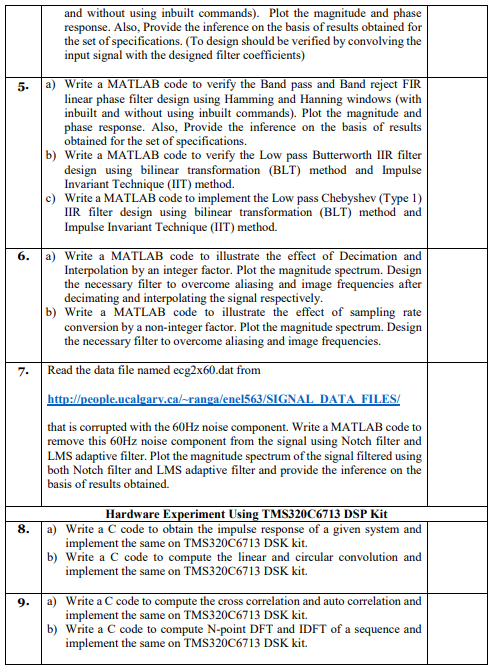 and without using inbuilt commands). Plot the magnitude and phase
response. Also, Provide the inference on the basis of results obtained for
the set of specifications. (To design should be verified by convolving the
input signal with the designed filter coefficients)
5. a) Write a MATLAB code to verify the Band pass and Band reject FIR
linear phase filter design using Hamming and Hanning windows (with
inbuilt and without using inbuilt commands). Plot the magnitude and
phase response. Also, Provide the inference on the basis of results
obtained for the set of specifications.
b) Write a MATLAB code to verify the Low pass Butterworth IIR filter
design using bilinear transformation (BLT) method and Impulse
Invariant Technique (IIT) method.
c) Write a MATLAB code to implement the Low pass Chebyshev (Type 1)
IIR filter design using bilinear transformation (BLT) method and
Impulse Invariant Technique (IIT) method.
6. a) Write a MATLAB code to illustrate the effect of Decimation and
Interpolation by an integer factor. Plot the magnitude spectrum. Design
the necessary filter to overcome aliasing and image frequencies after
decimating and interpolating the signal respectively.
b) Write a MATLAB code to illustrate the effect of sampling rate
conversion by a non-integer factor. Plot the magnitude spectrum. Design
the necessary filter to overcome aliasing and image frequencies.
7. Read the data file named ecg2x60.dat from
http://people.ucalgary.ca/~ranga/enel563/SIGNAL_DATA_FILES/
that is corrupted with the 60Hz noise component. Write a MATLAB code to
remove this 60Hz noise component from the signal using Notch filter and
LMS adaptive filter. Plot the magnitude spectrum of the signal filtered using
both Notch filter and LMS adaptive filter and provide the inference on the
basis of results obtained.
Hardware Experiment Using TMS320C6713 DSP Kit
8. a) Write a C code to obtain the impulse response of a given system and
implement the same on TMS320C6713 DSK kit.
b) Write a C code to compute the linear and circular convolution and
implement the same on TMS320C6713 DSK kit.
9. a) Write a C code to compute the cross correlation and auto correlation and
implement the same on TMS320C6713 DSK kit.
b) Write a C code to compute N-point DFT and IDFT of a sequence and
implement the same on TMS320C6713 DSK kit.